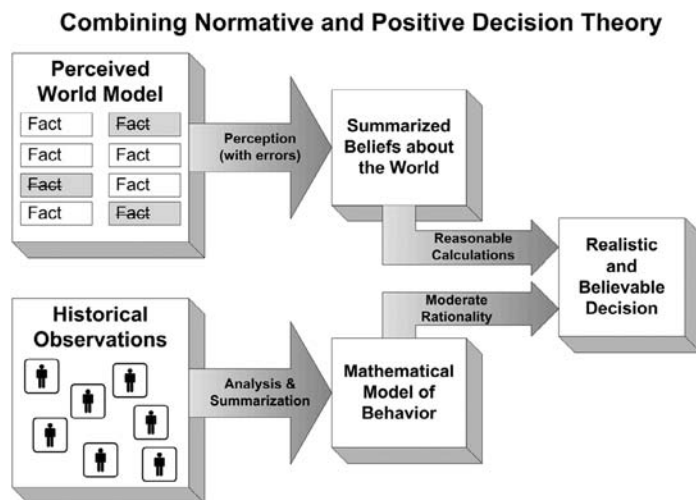 Combining Normative and Positive Decision Theory
Perceived
World Model
Fact Fact
Fact Fact
Fact Fact
Fact Fact
Perception
(with errors)
Summarized
Beliefs about
the World
Reasonable
Calculations
Realistic
and
Believable
Decision
Moderate
Rationality
Historical
Observations
Analysis &
Summarization
Mathematical
Model of
Behavior